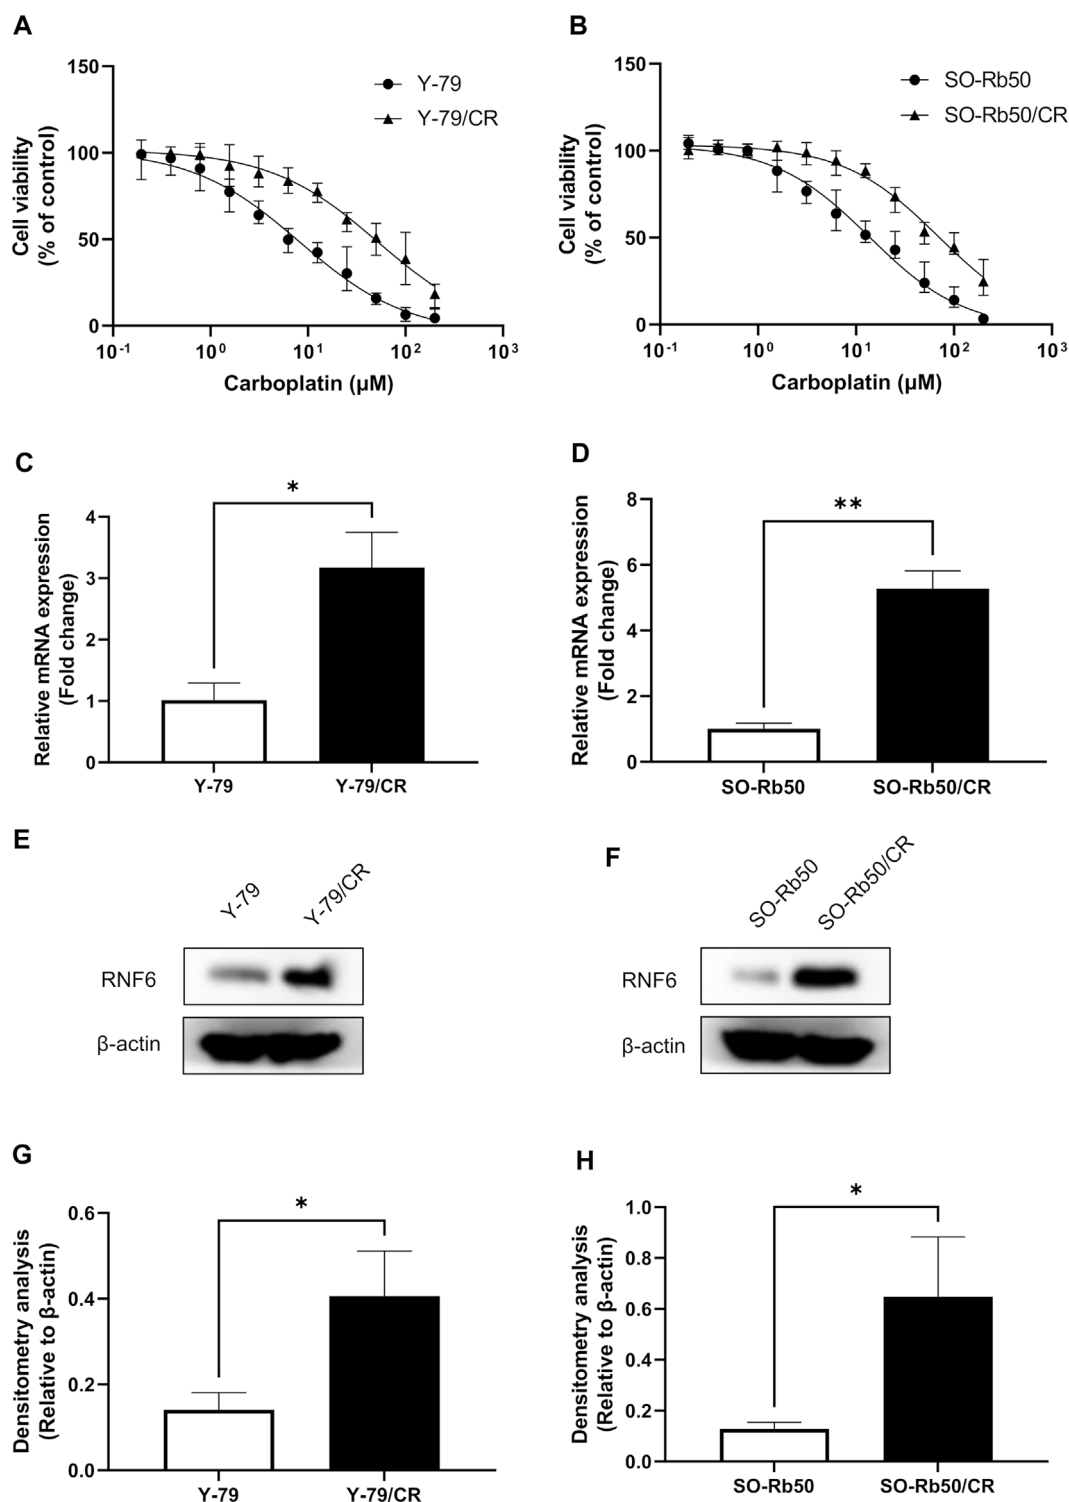 A
150
100
50
0
Cell viability
(% of control)
Y-79
Y-79/CR
10-1
100
101
102
103
Carboplatin (µM)
B
150
100
50
0
Cell viability
(% of control)
SO-Rb50
SO-Rb50/CR
10-1
100
101
102
103
Carboplatin (µM)
C
*
4
3
2
1
0
Relative mRNA expression
(Fold change)
Y-79
Y-79/CR
D
**
8
6
4
2
0
Relative mRNA expression
(Fold change)
SO-Rb50
SO-Rb50/CR
E
Y-79
Y-79/CR
RNF6
β-actin
F
SO-Rb50
SO-Rb50/CR
RNF6
β-actin
G
*
0.6
0.4
0.2
0.0
Densitometry analysis
(Relative to β-actin)
Y-79
Y-79/CR
H
*
1.0
0.8
0.6
0.4
0.2
0.0
Densitometry analysis
(Relative to β-actin)
SO-Rb50
SO-Rb50/CR